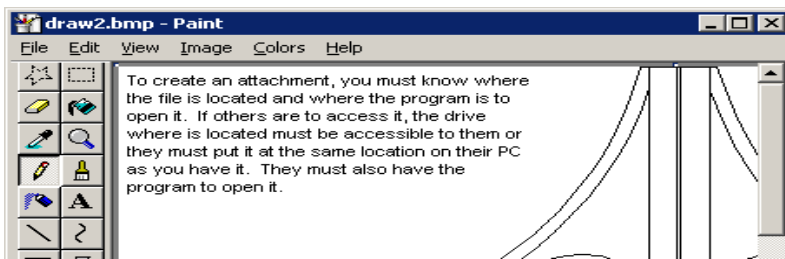 draw2.bmp - Paint
File Edit View Image Colors Help
To create an attachment, you must know where
the file is located and where the program is to
open it. If others are to access it, the drive
where is located must be accessible to them or
they must put it at the same location on their PC
as you have it. They must also have the
program to open it.
A